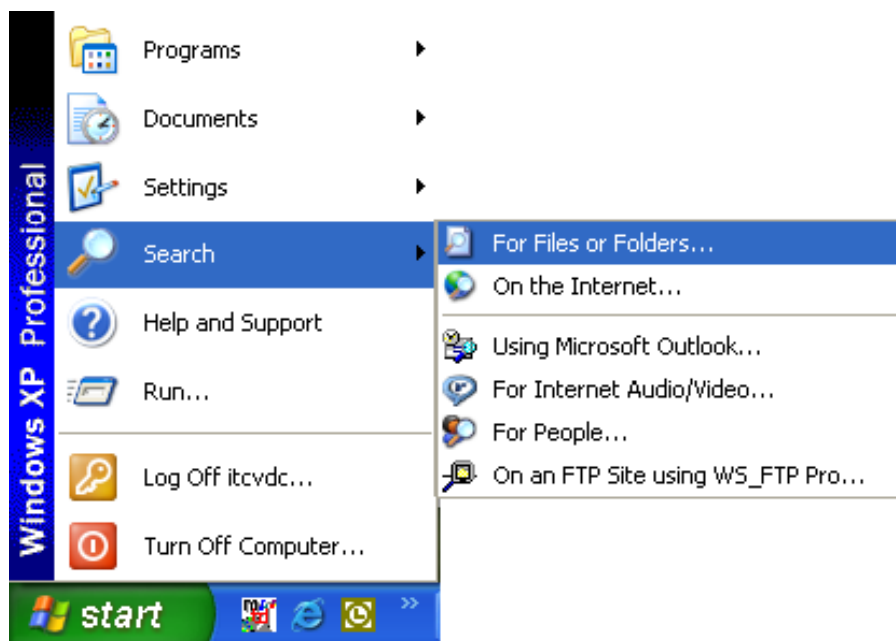 Windows XP Professional
Programs
Documents
Settings
Search
Help and Support
Run...
Log Off itcvdc...
Turn Off Computer...
For Files or Folders...
On the Internet...
Using Microsoft Outlook...
For Internet Audio/Video...
For People...
On an FTP Site using WS_FTP Pro...
start